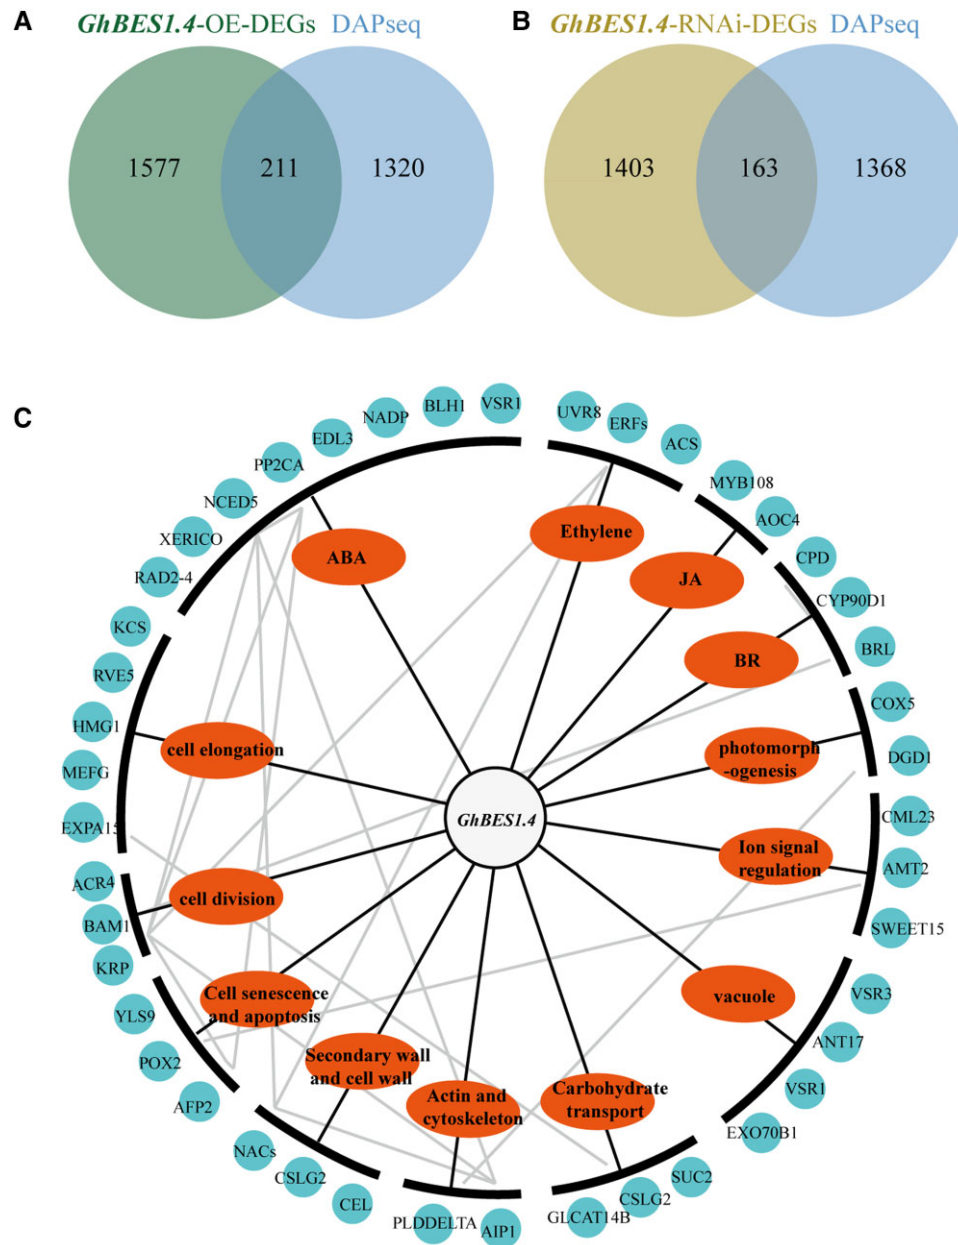 A
GhBES1.4-OE-DEGs DAPseq
1577
211
1320
B
GhBES1.4-RNAi-DEGs DAPseq
1403
163
1368
C
VSR1
BLH1
NADP
EDL3
PP2CA
NCED5
XERICO
RAD2-4
UVR8
ERFs
ACS
MYB108
AOC4
CPD
CYP90D1
BRL
COX5
DGD1
CML23
AMT2
SWEET15
VSR3
ANT17
VSR1
EXO70B1
SUC2
CSLG2
GLCAT14B
AIP1
PLDDELTA
CEL
CSLG2
NACs
AFP2
POX2
YLS9
KRP
BAM1
ACR4
EXPA15
MEFG
HMG1
RVE5
KCS
ABA
Ethylene
JA
BR
photomorph
-ogenesis
Ion signal
regulation
vacuole
Carbohydrate
transport
Actin and
cytoskeleton
Secondary wall
and cell wall
Cell senescence
and apoptosis
cell division
cell elongation
GhBES1.4